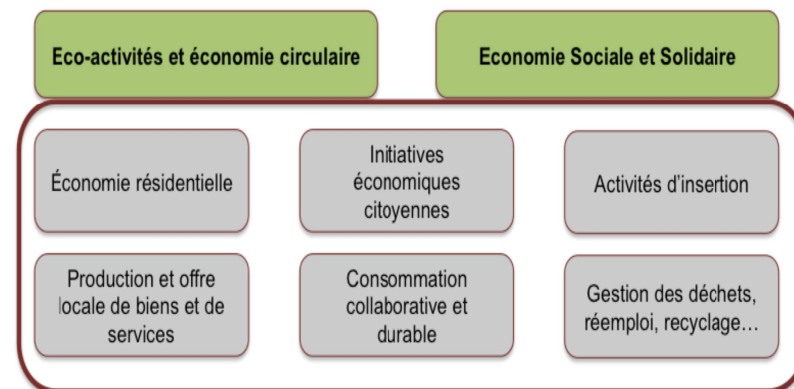 Eco-activités et économie circulaire
Economie Sociale et Solidaire
Économie résidentielle
Initiatives
économiques
citoyennes
Activités d'insertion
Production et offre
locale de biens et de
services
Consommation
collaborative et
durable
Gestion des déchets,
réemploi, recyclage…